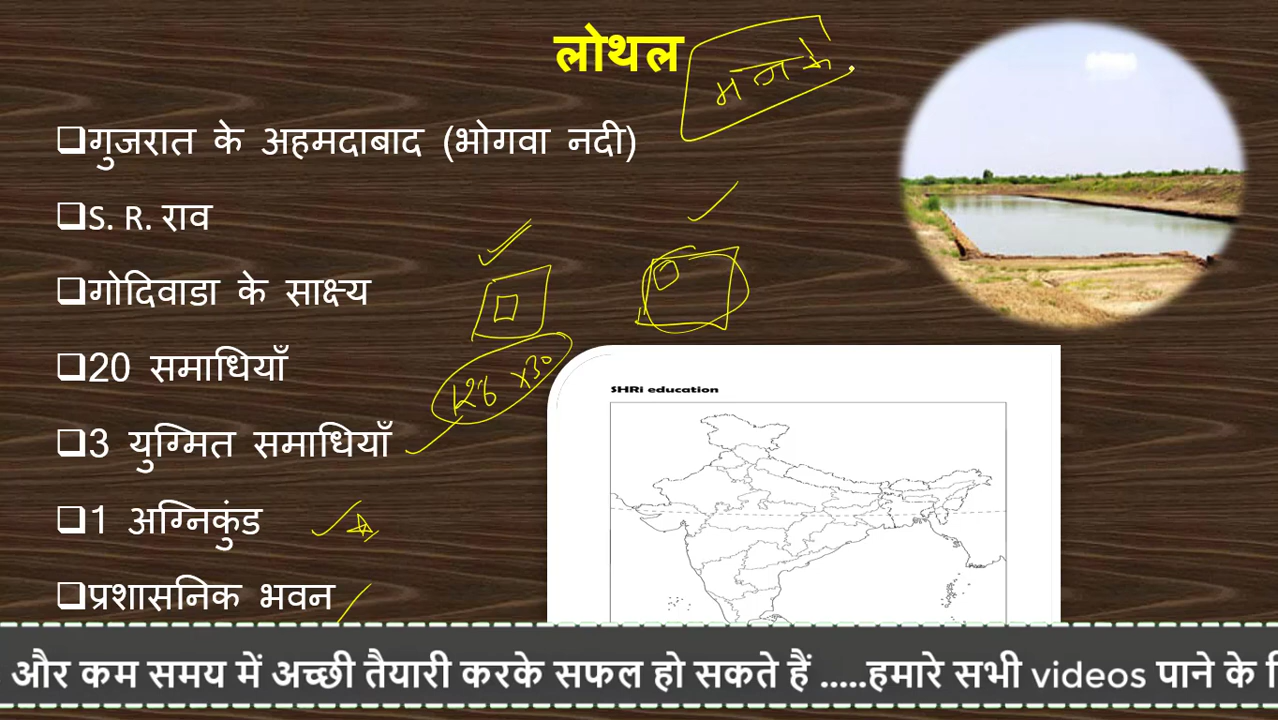 लोथल
गुजरात के अहमदाबाद (भोगवा नदी)
S. R. राव
गोदिवाडा के साक्ष्य
20 समाधियाँ
3 युग्मित समाधियाँ
1 अग्निकुंड
प्रशासनिक भवन
SHRi education
और कम समय में अच्छी तैयारी करके सफल हो सकते हैं .....हमारे सभी videos पाने के